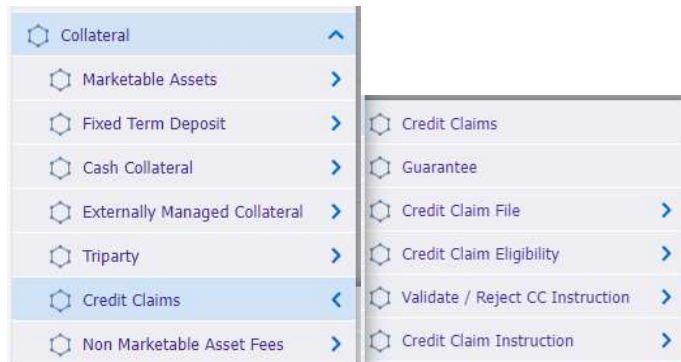 Collateral
Marketable Assets
Fixed Term Deposit
Cash Collateral
Externally Managed Collateral
Triparty
Credit Claims
Non Marketable Asset Fees
Credit Claims
Guarantee
Credit Claim File
Credit Claim Eligibility
Validate / Reject CC Instruction
Credit Claim Instruction